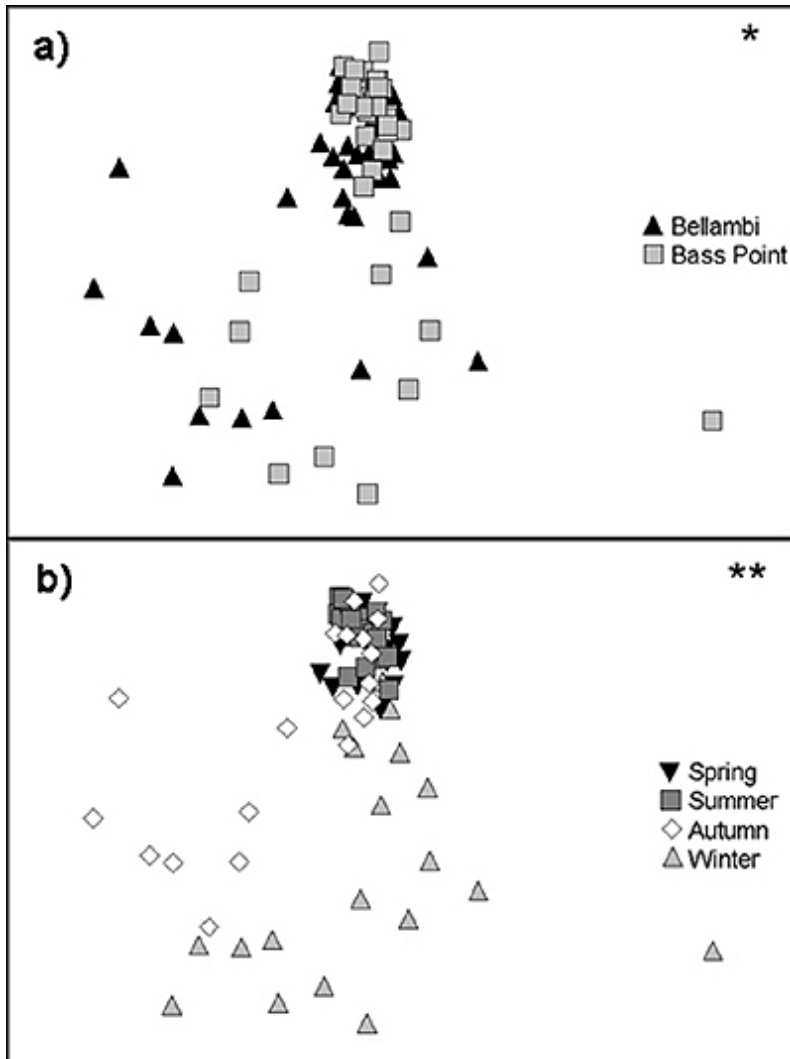 a)
*
Bellambi
Bass Point
b)
**
Spring
Summer
Autumn
Winter